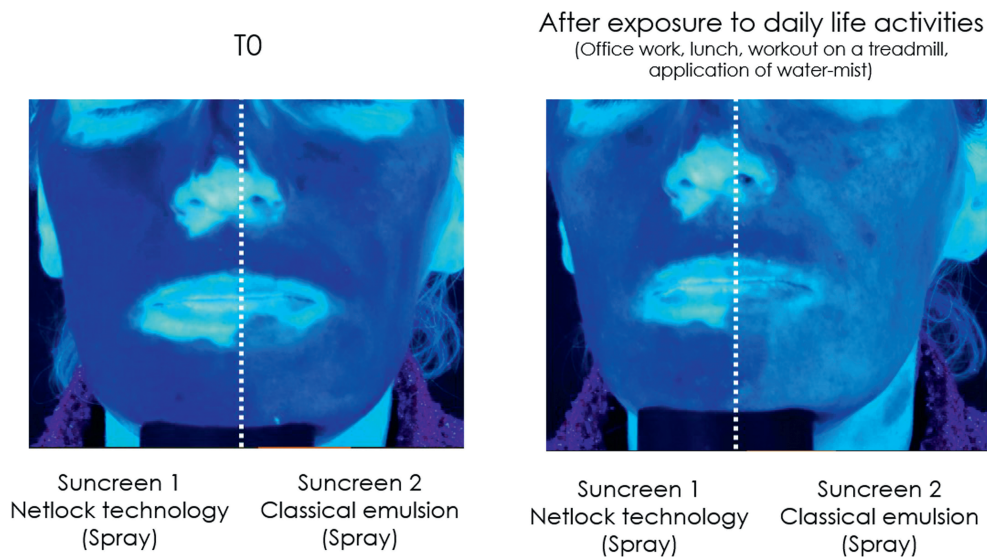 T0
After exposure to daily life activities
(Office work, lunch, workout on a treadmill,
application of water-mist)
Suncreen 1
Netlock technology
(Spray)
Suncreen 2
Classical emulsion
(Spray)
Suncreen 1
Netlock technology
(Spray)
Suncreen 2
Classical emulsion
(Spray)